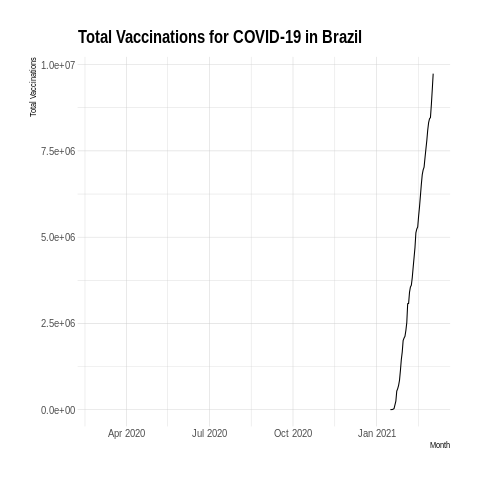 Total Vaccinations for COVID-19 in Brazil
Total Vaccinations
1.0e+07
7.5e+06
5.0e+06
2.5e+06
0.0e+00
Apr 2020
Jul 2020
Oct 2020
Jan 2021
Month